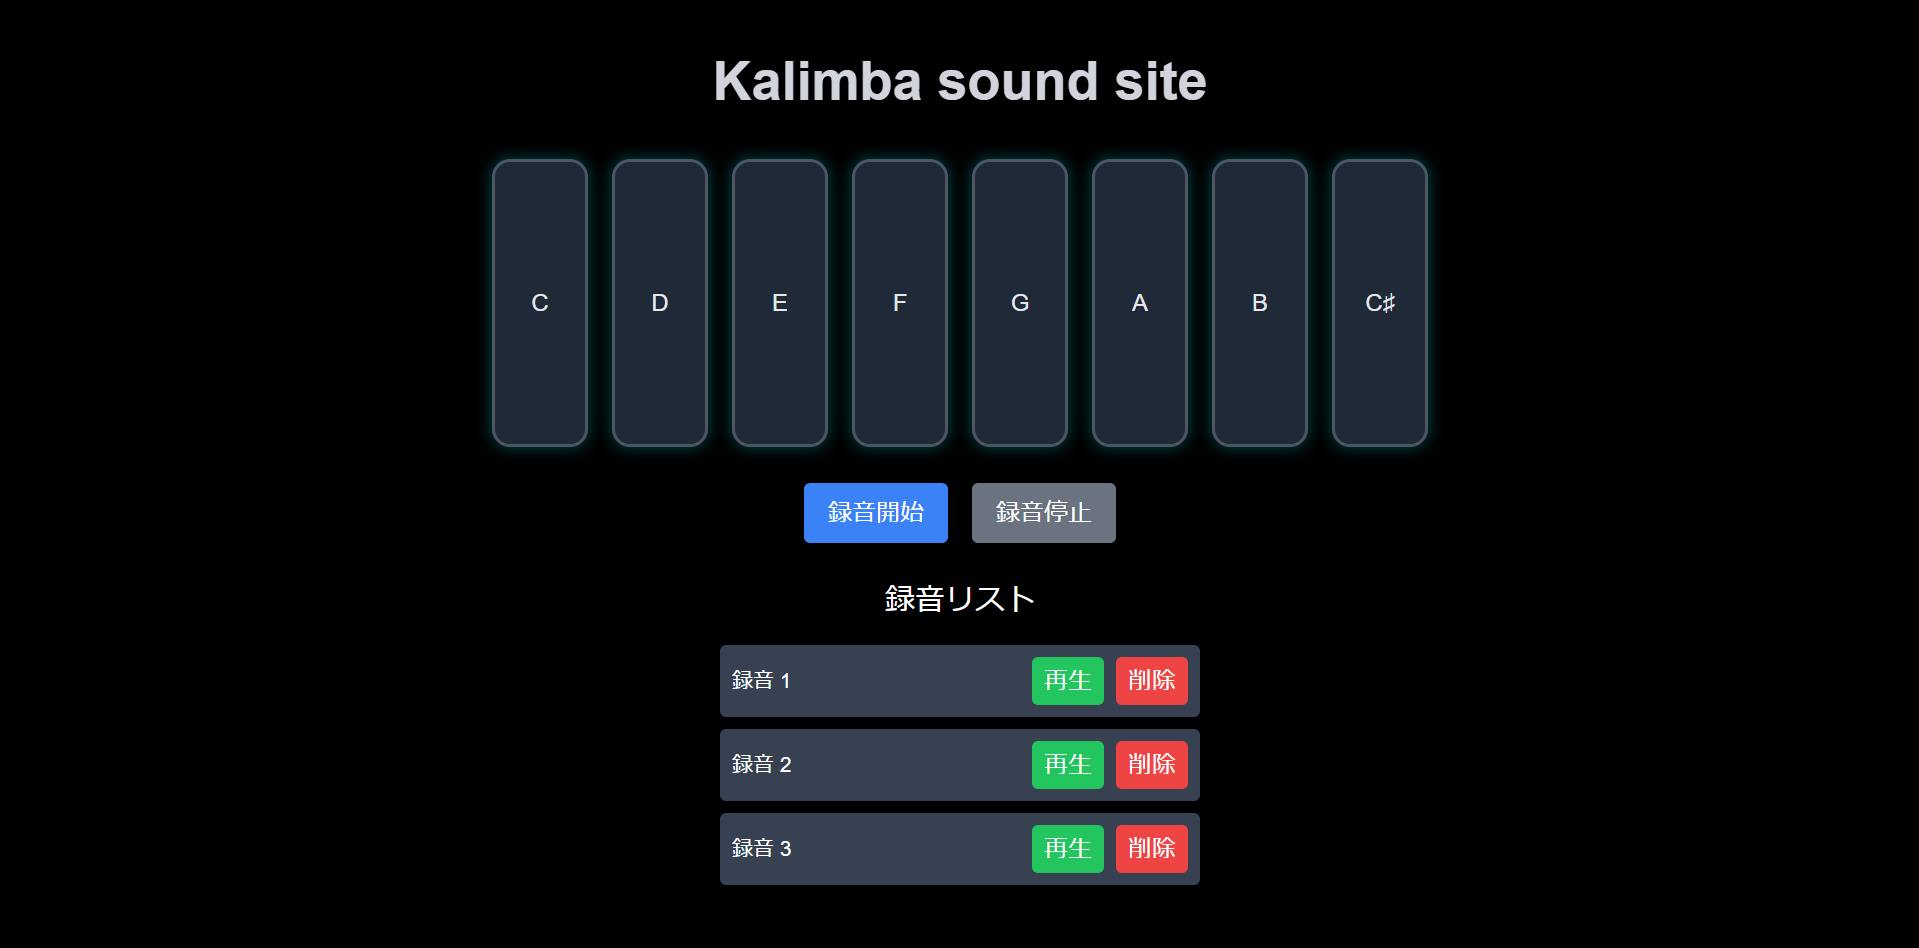 Kalimba sound site
C D E F G A B C♯
録音開始 録音停止
録音リスト
録音 1 再生 削除
録音 2 再生 削除
録音 3 再生 削除